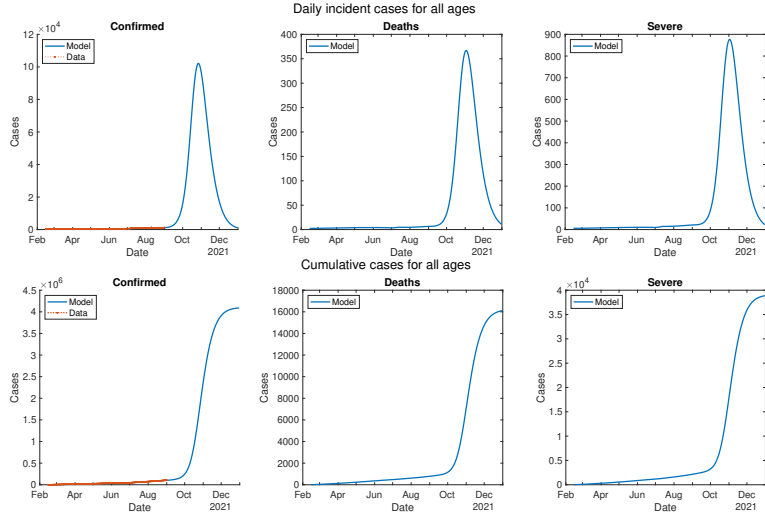 Daily incident cases for all ages
Confirmed
×10^4
12
10
8
6
4
2
0
Cases
Model
Data
Feb Apr Jun Aug Oct Dec
Date 2021
Deaths
400
350
300
250
200
150
100
50
0
Cases
Model
Feb Apr Jun Aug Oct Dec
Date 2021
Severe
900
800
700
600
500
400
300
200
100
0
Cases
Model
Feb Apr Jun Aug Oct Dec
Date 2021
Cumulative cases for all ages
Confirmed
×10^6
4.5
4
3.5
3
2.5
2
1.5
1
0.5
0
Cases
Model
Data
Feb Apr Jun Aug Oct Dec
Date 2021
Deaths
18000
16000
14000
12000
10000
8000
6000
4000
2000
0
Cases
Model
Feb Apr Jun Aug Oct Dec
Date 2021
Severe
×10^4
4
3.5
3
2.5
2
1.5
1
0.5
0
Cases
Model
Feb Apr Jun Aug Oct Dec
Date 2021